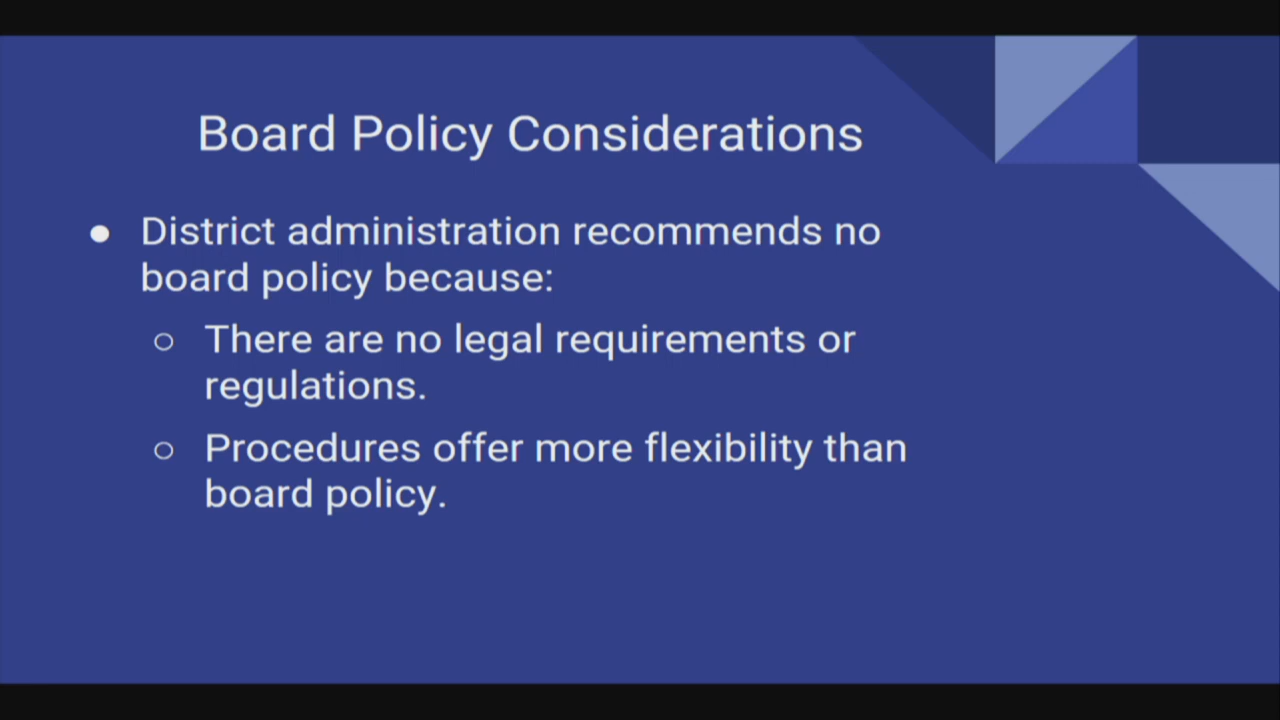 Board Policy Considerations
● District administration recommends no
board policy because:
○ There are no legal requirements or
regulations.
○ Procedures offer more flexibility than
board policy.